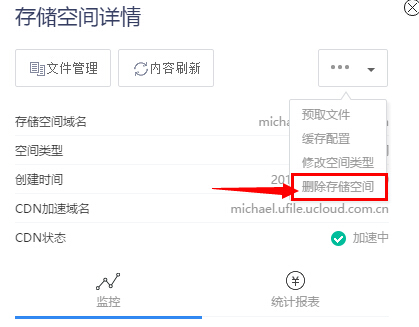 存储空间详情
文件管理 内容刷新
预取文件
存储空间域名 mich
缓存配置
空间类型
修改空间类型
创建时间 201
删除存储空间
CDN加速域名 michael.ufile.ucloud.com.cn
CDN状态 加速中
监控 统计报表